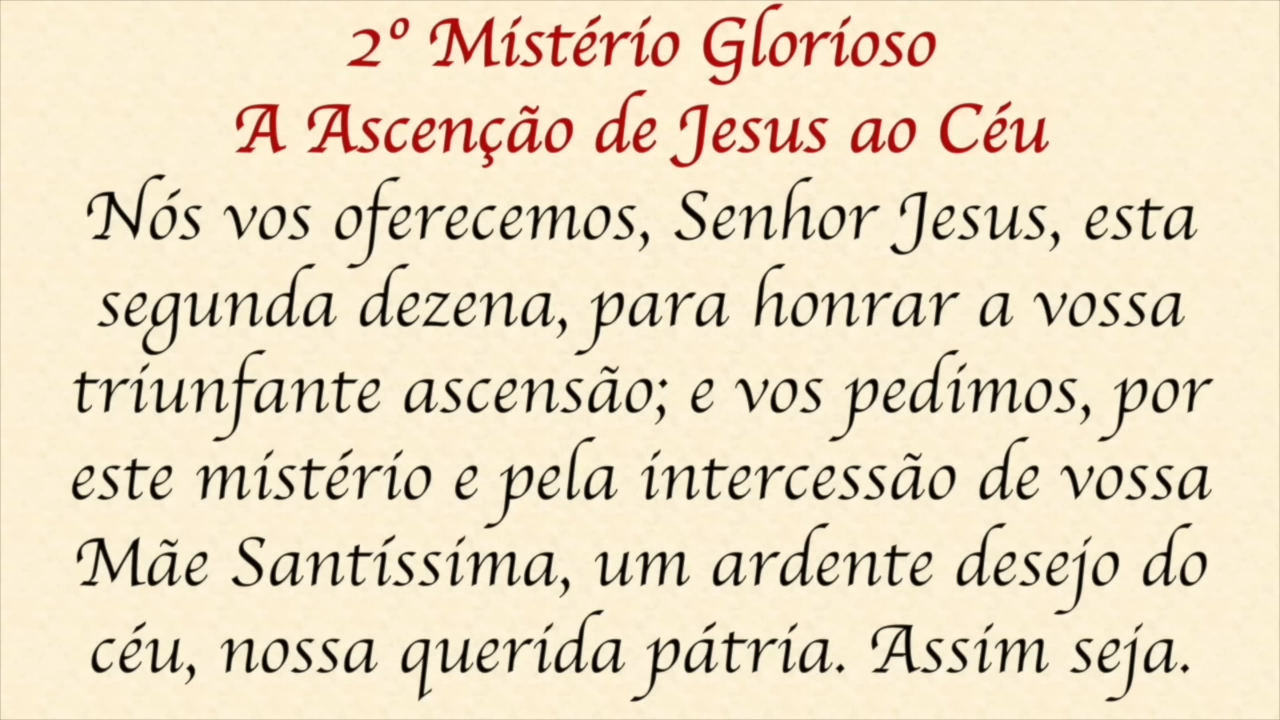 2º Mistério Glorioso
A Ascenção de Jesus ao Céu
Nós vos oferecemos, Senhor Jesus, esta
segunda dezena, para honrar a vossa
triunfante ascensão; e vos pedimos, por
este mistério e pela intercessão de vossa
Mãe Santíssima, um ardente desejo do
céu, nossa querida pátria. Assim seja.